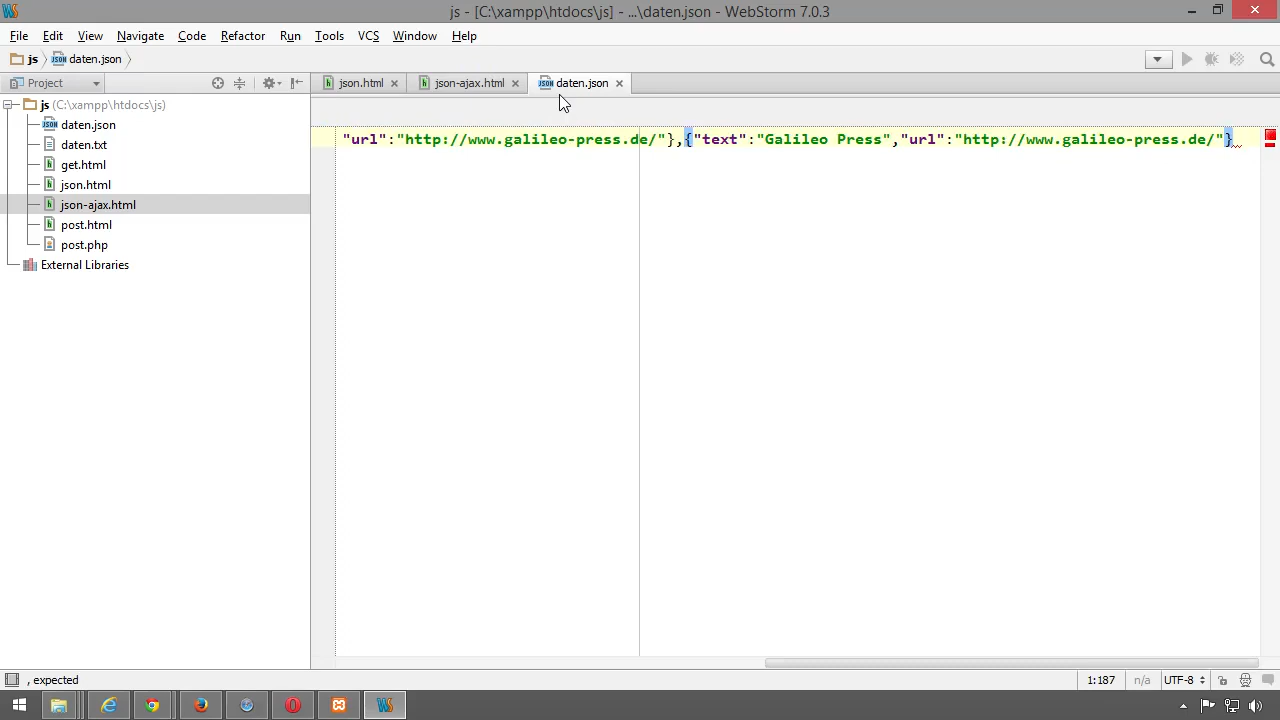 js - [C:\xampp\htdocs\js] - ...\daten.json - WebStorm 7.0.3
File Edit View Navigate Code Refactor Run Tools VCS Window Help
js daten.json
Project json.html json-ajax.html daten.json
js (C:\xampp\htdocs\js)
"url":"http://www.galileo-press.de/"},{"text":"Galileo Press","url":"http://www.galileo-press.de/"}
daten.json
daten.txt
get.html
json.html
json-ajax.html
post.html
post.php
External Libraries
, expected 1:187 n/a UTF-8